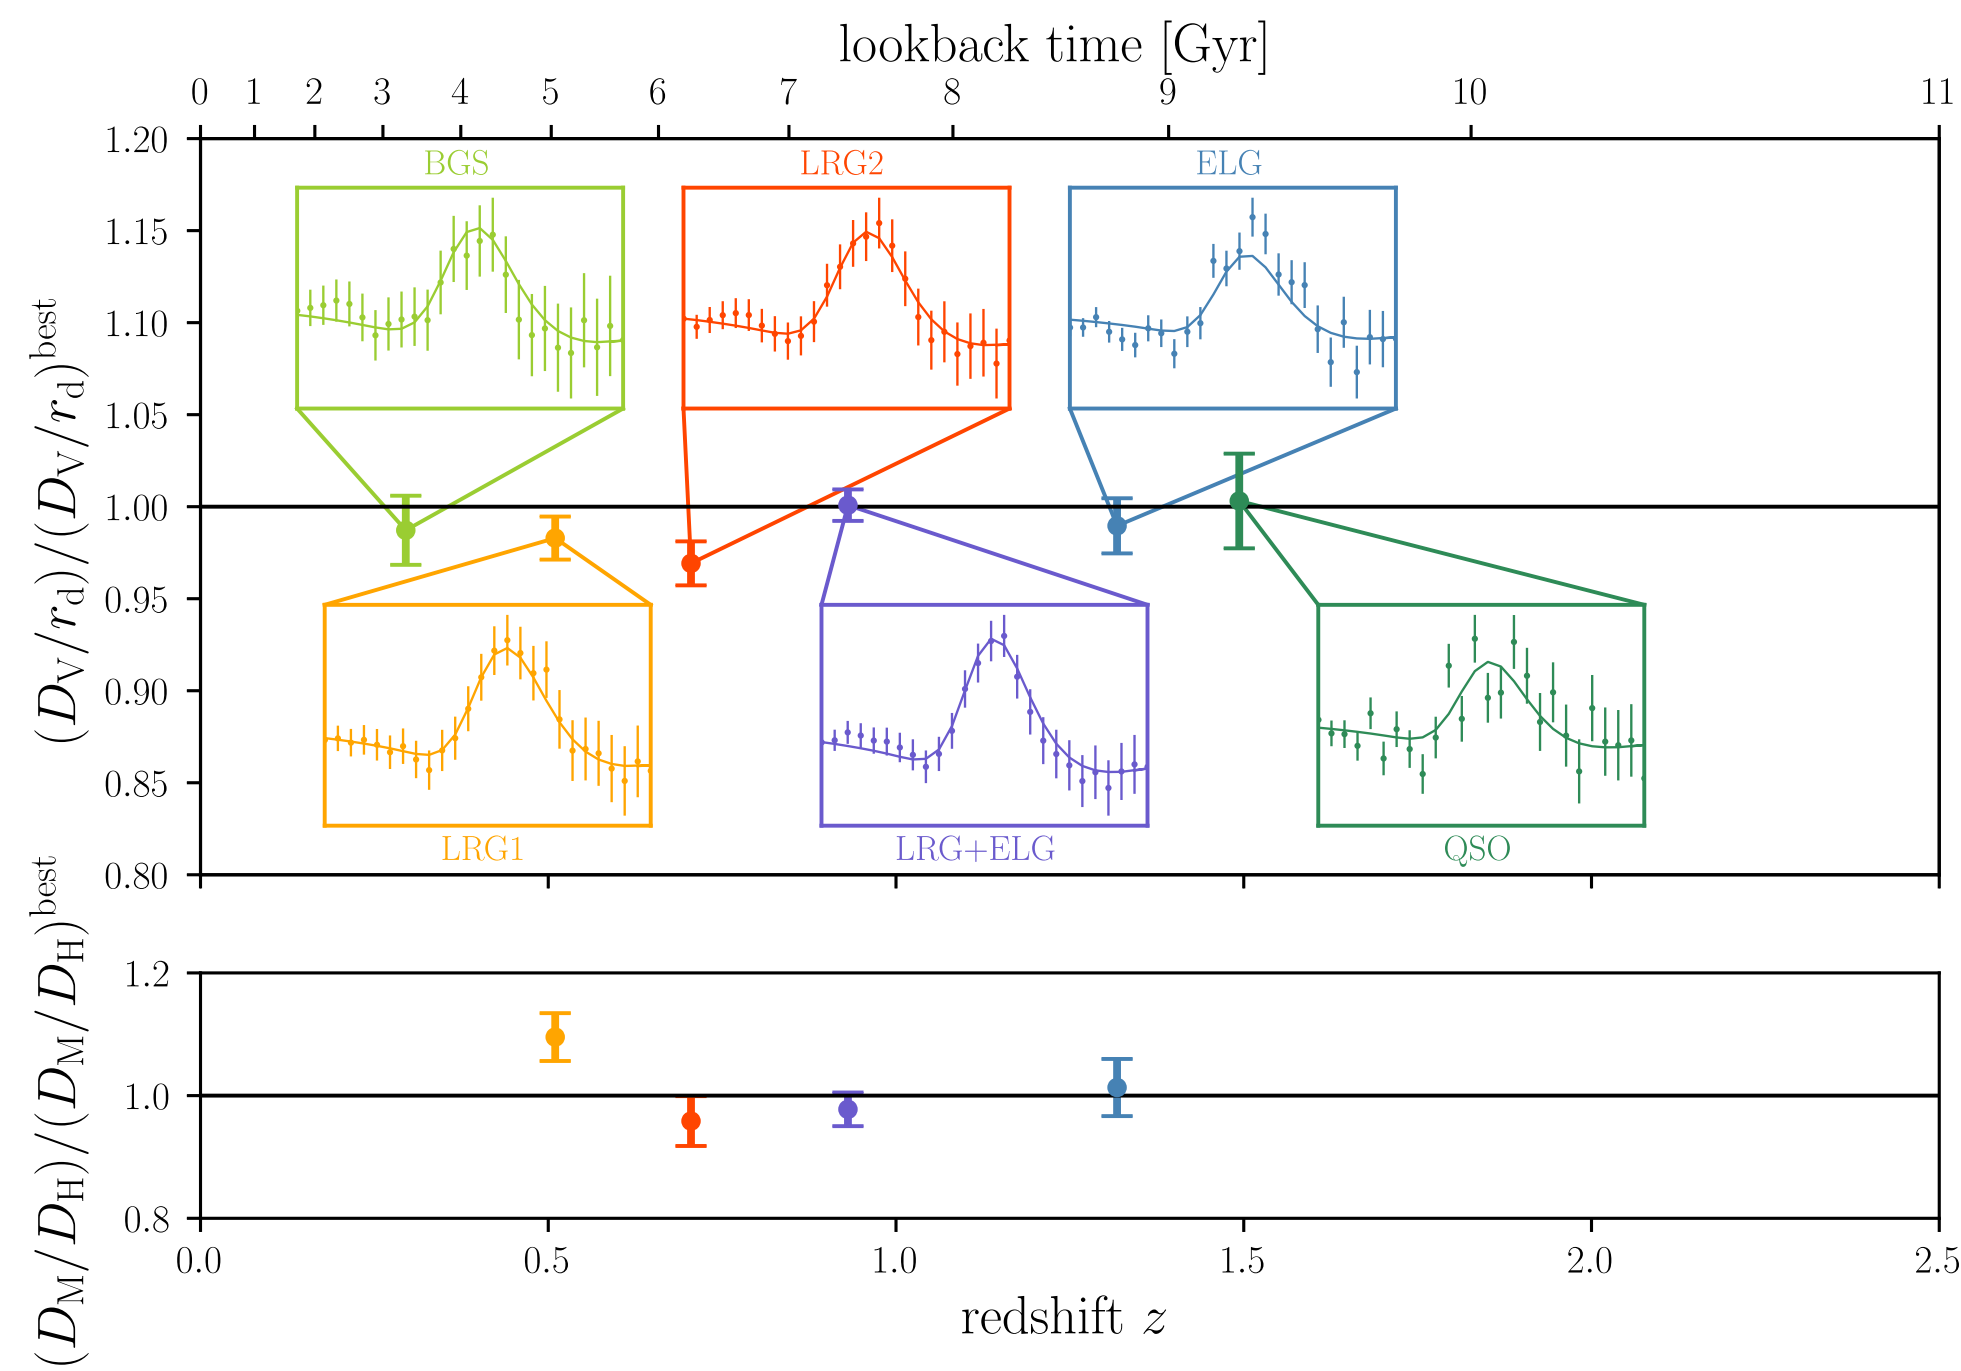 lookback time [Gyr]
0 1 2 3 4 5 6 7 8 9 10 11
(D_V/r_d)/(D_V/r_d)^best
1.20
1.15
1.10
1.05
1.00
0.95
0.90
0.85
0.80
BGS LRG2 ELG
LRG1 LRG+ELG QSO
(D_M/D_H)/(D_M/D_H)^best
1.2
1.0
0.8
0.0 0.5 1.0 1.5 2.0 2.5
redshift z